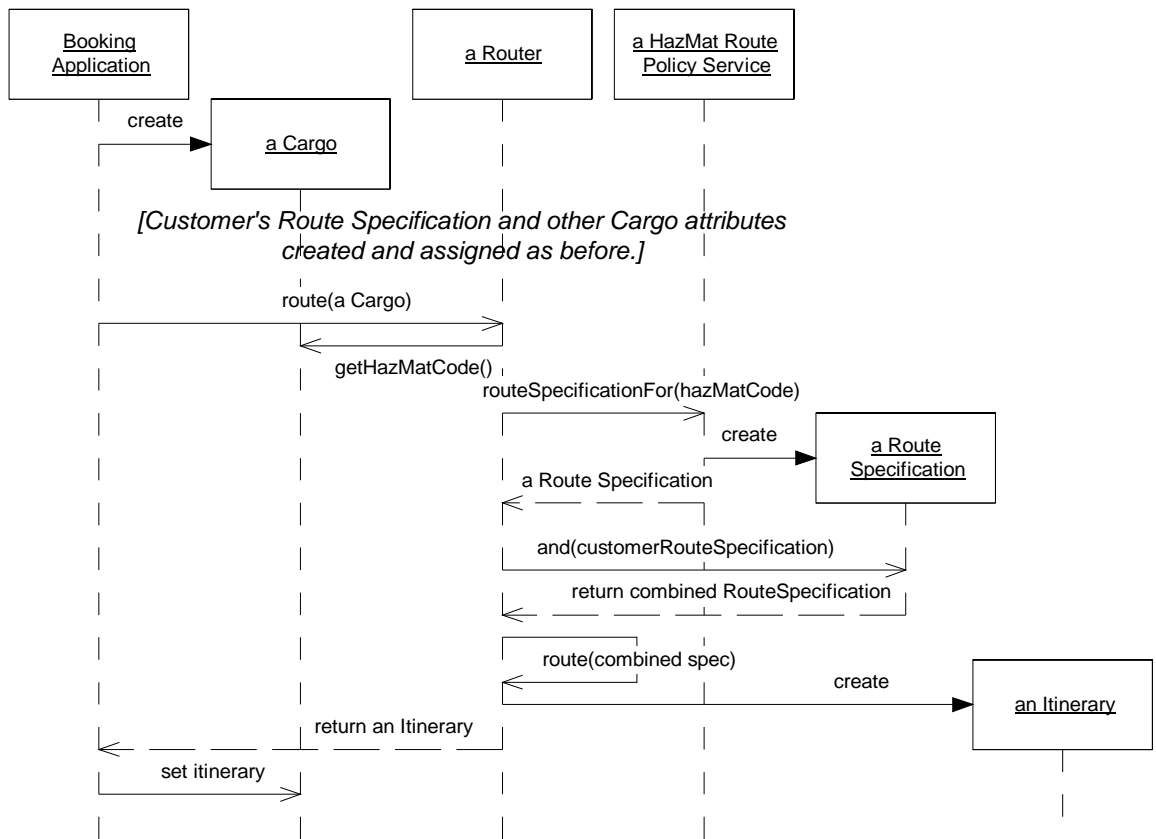 Booking
Application
a Router
a HazMat Route
Policy Service
create
a Cargo
[Customer's Route Specification and other Cargo attributes
created and assigned as before.]
route(a Cargo)
getHazMatCode()
routeSpecificationFor(hazMatCode)
create
a Route
Specification
a Route Specification
and(customerRouteSpecification)
return combined RouteSpecification
route(combined spec)
create
an Itinerary
return an Itinerary
set itinerary